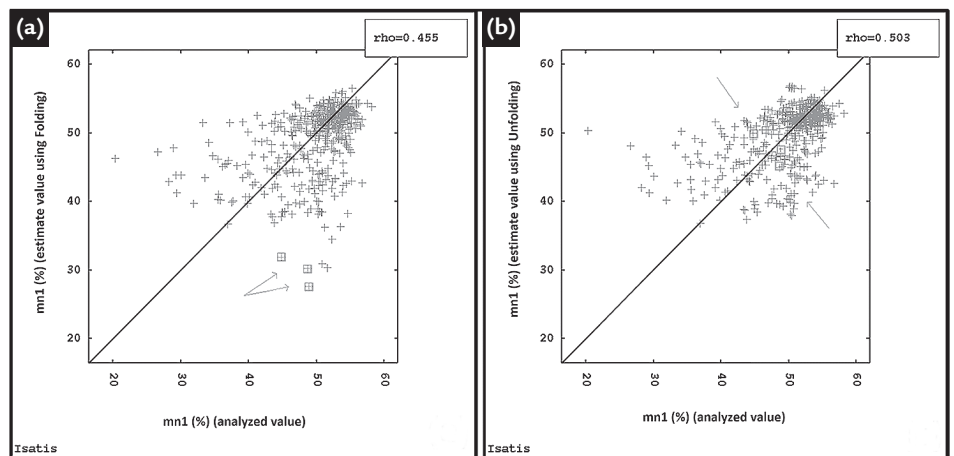 (a)
rho=0.455
60
50
40
30
20
mn1 (%) (estimate value using Folding)
20
30
40
50
60
mn1 (%) (analyzed value)
Isatis
(b)
rho=0.503
60
50
40
30
20
mn1 (%) (estimate value using Unfolding)
20
30
40
50
60
mn1 (%) (analyzed value)
Isatis